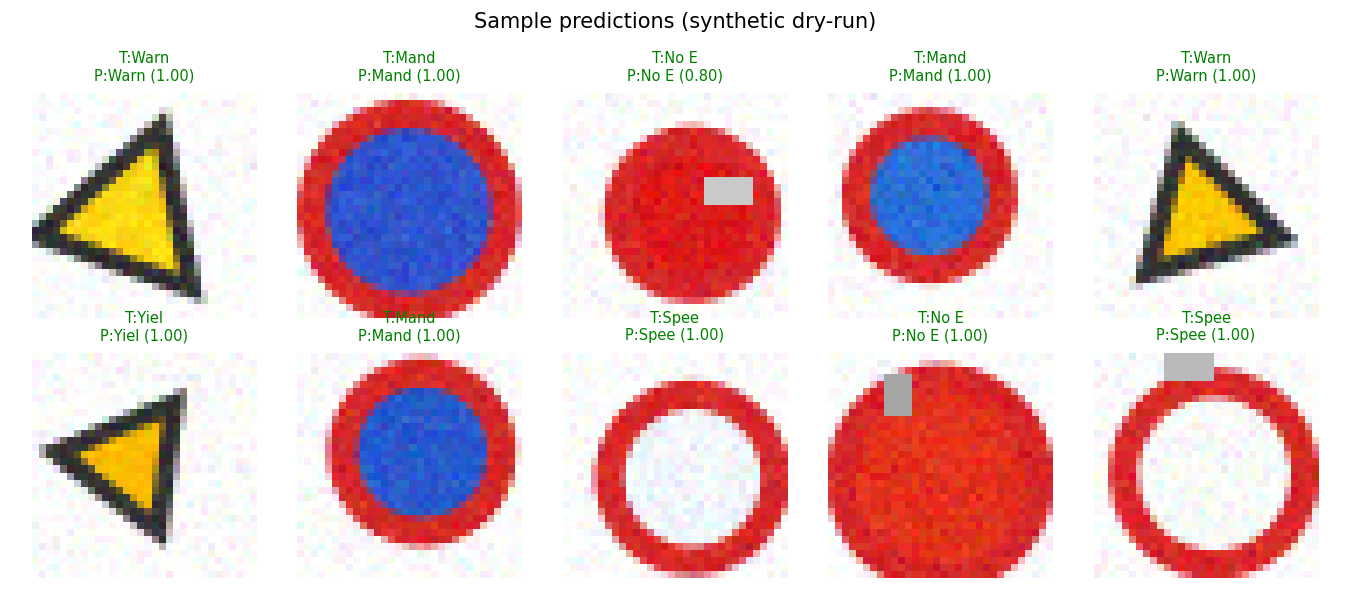 Sample predictions (synthetic dry-run)
T:Warn
P:Warn (1.00)
T:Mand
P:Mand (1.00)
T:No E
P:No E (0.80)
T:Mand
P:Mand (1.00)
T:Warn
P:Warn (1.00)
T:Yiel
P:Yiel (1.00)
T:Mand
P:Mand (1.00)
T:Spee
P:Spee (1.00)
T:No E
P:No E (1.00)
T:Spee
P:Spee (1.00)